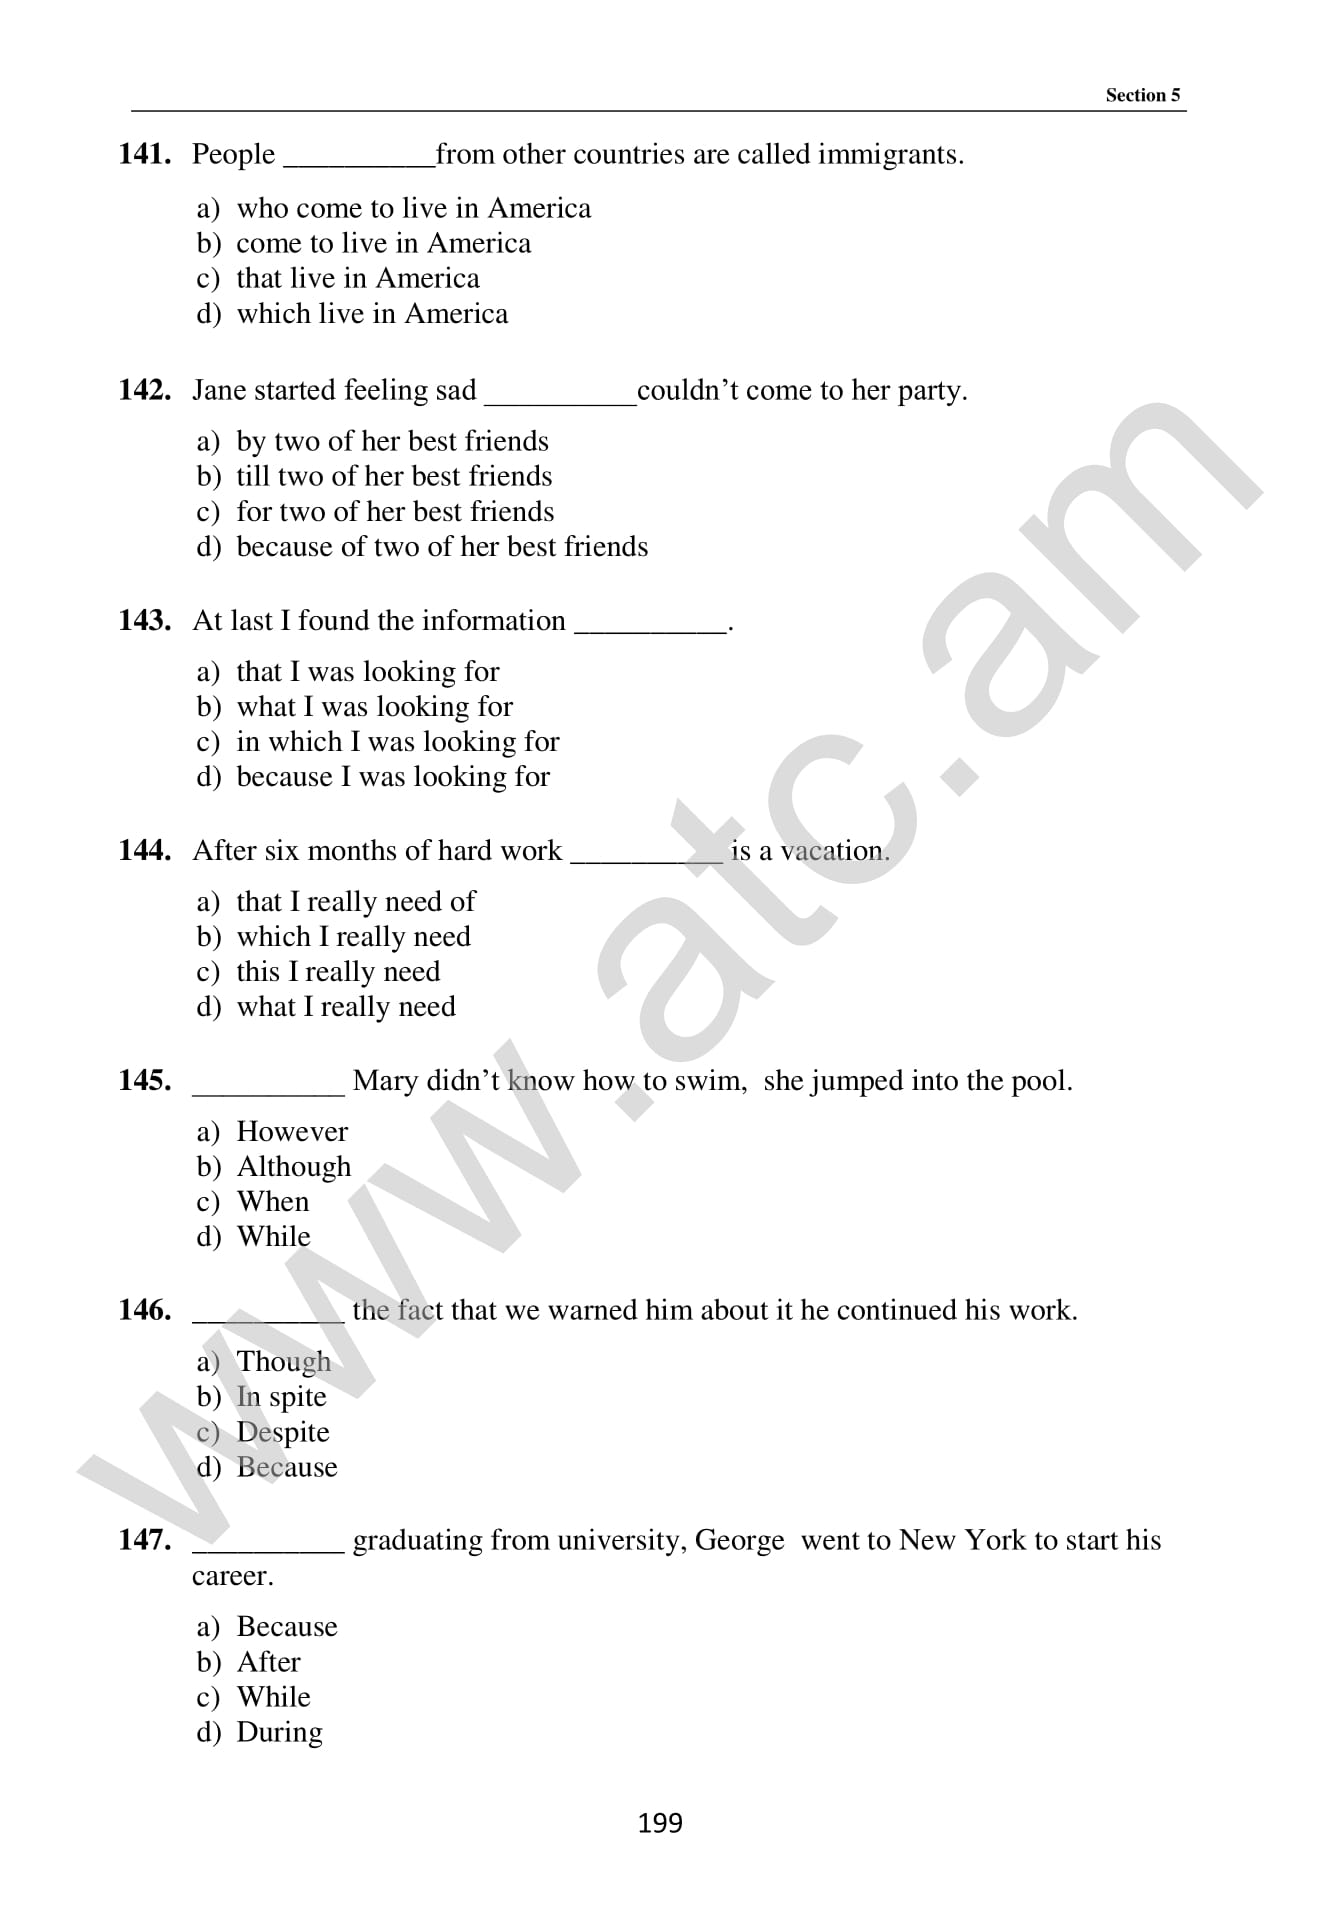 Section 5
141. People __________from other countries are called immigrants.
a) who come to live in America
b) come to live in America
c) that live in America
d) which live in America
142. Jane started feeling sad __________couldn’t come to her party.
a) by two of her best friends
b) till two of her best friends
c) for two of her best friends
d) because of two of her best friends
143. At last I found the information __________.
a) that I was looking for
b) what I was looking for
c) in which I was looking for
d) because I was looking for
144. After six months of hard work __________ is a vacation.
a) that I really need of
b) which I really need
c) this I really need
d) what I really need
145. __________ Mary didn’t know how to swim,  she jumped into the pool.
a) However
b) Although
c) When
d) While
146. __________ the fact that we warned him about it he continued his work.
a) Though
b) In spite
c) Despite
d) Because
147. __________ graduating from university, George  went to New York to start his
career.
a) Because
b) After
c) While
d) During
199
www.atc.am